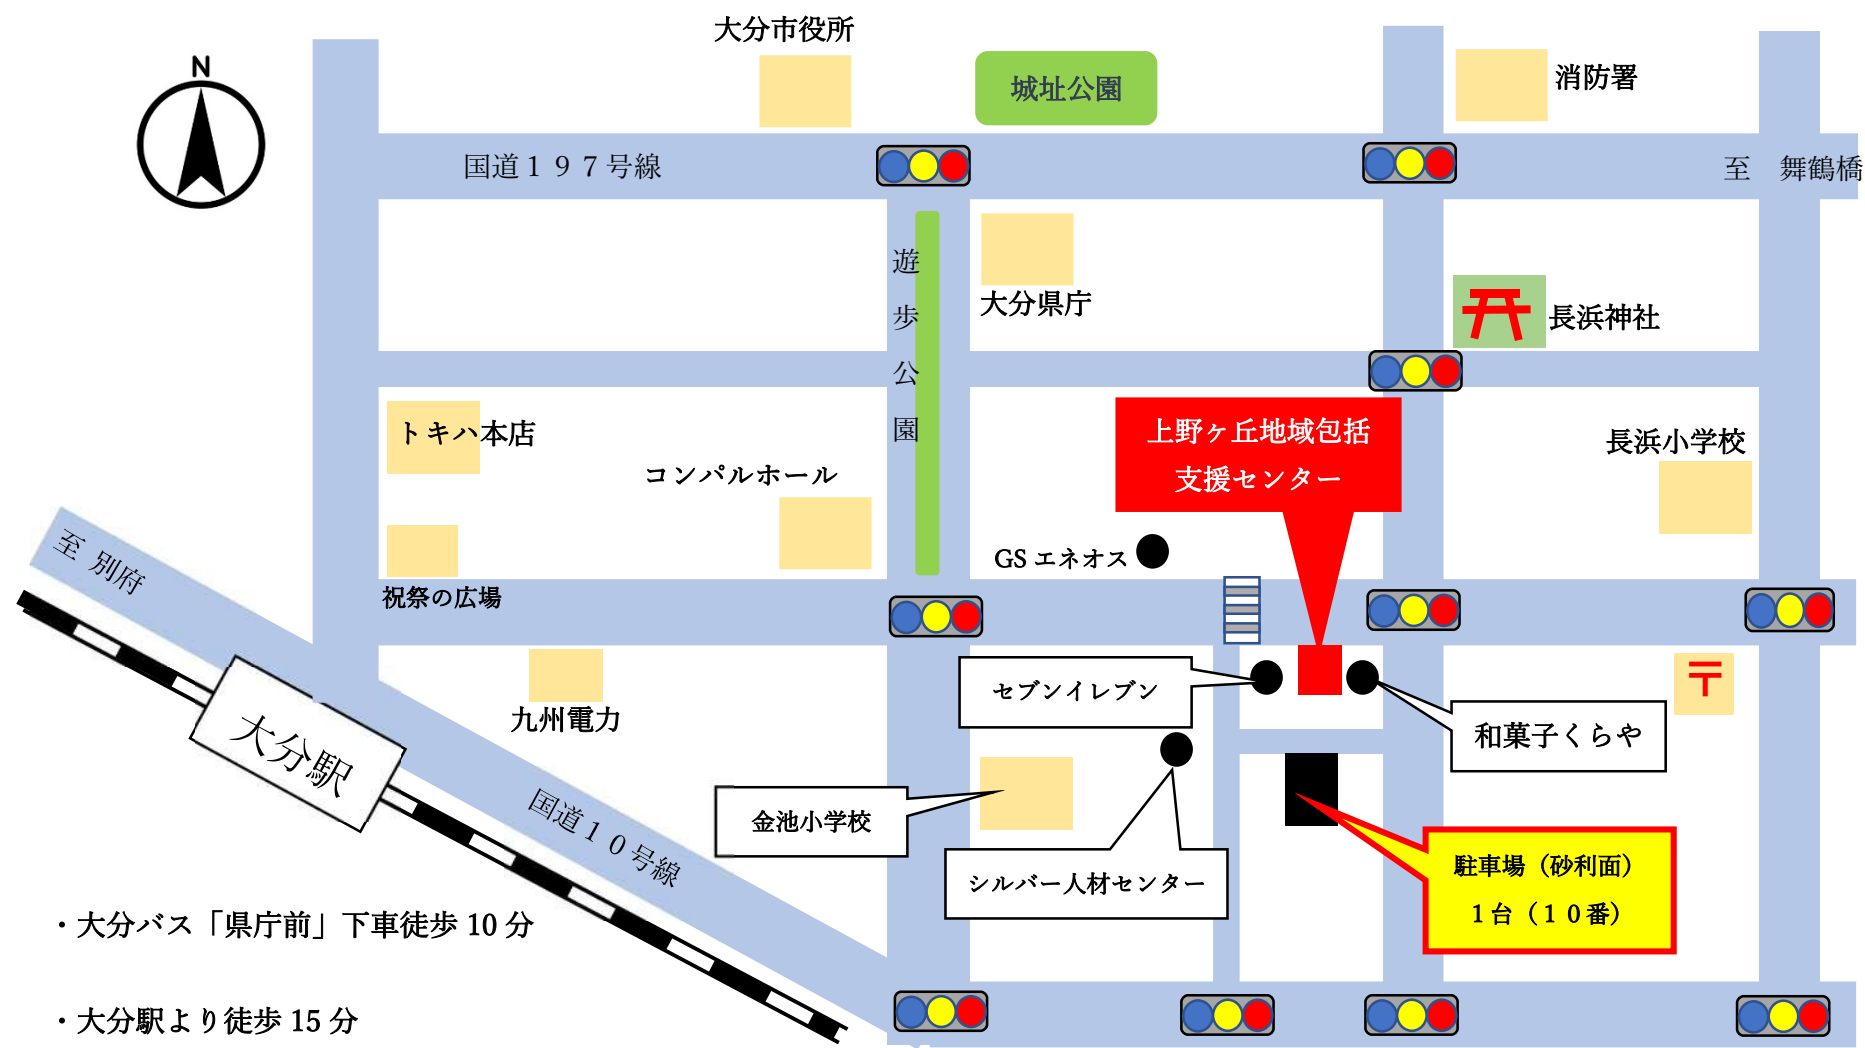 大分市役所
N
城址公園
消防署
国道１９７号線
至　舞鶴橋
遊歩公園
大分県庁
長浜神社
トキハ本店
上野ヶ丘地域包括
支援センター
長浜小学校
コンパルホール
至 別府
GS エネオス
祝祭の広場
セブンイレブン
〒
九州電力
和菓子くらや
大分駅
金池小学校
国道１０号線
シルバー人材センター
駐車場（砂利面）
１台（１０番）
・大分バス「県庁前」下車徒歩 10 分
・大分駅より徒歩 15 分